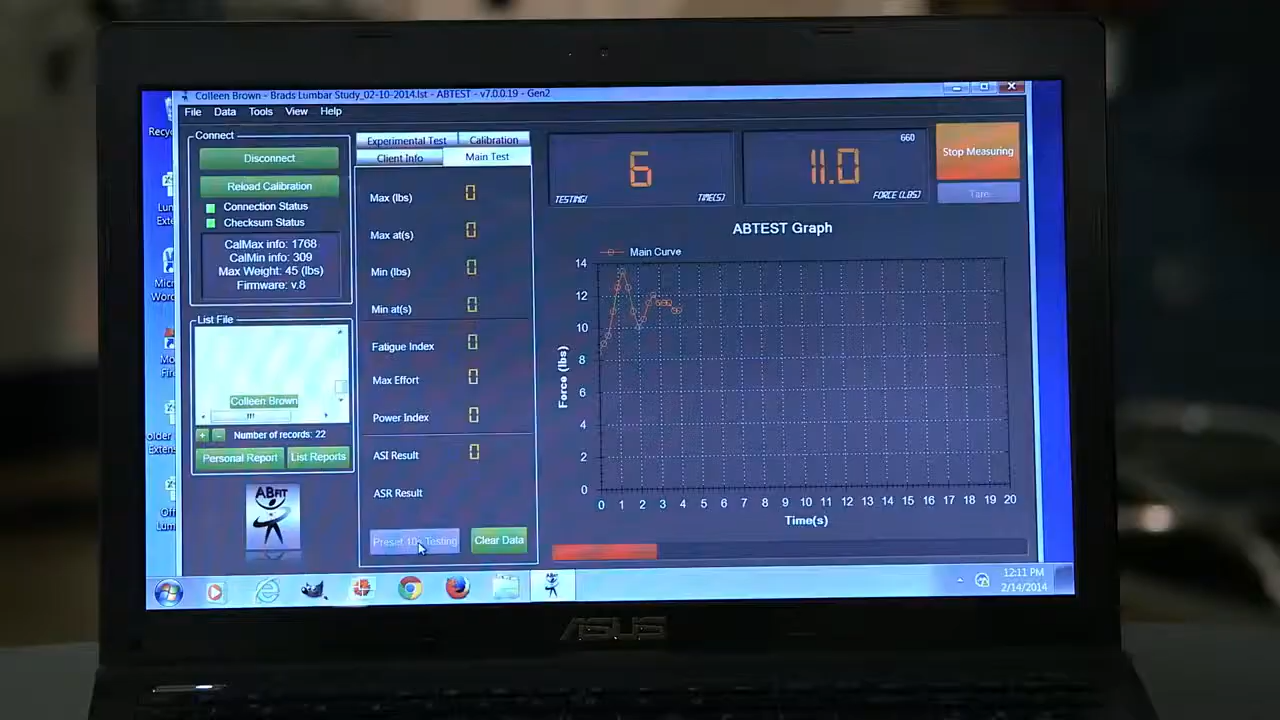 Colleen Brown - Brads Lumbar Study_02-10-2014.lst - ABTEST - v7.0.0.19 - Gen2
File Data Tools View Help
Connect
Disconnect
Reload Calibration
Connection Status
Checksum Status
CalMax info: 1768
CalMin info: 309
Max Weight: 45 (lbs)
Firmware: v.8
List File
Colleen Brown
Number of records: 22
Personal Report
List Reports
ABFIT
Experimental Test
Calibration
Client Info
Main Test
Max (lbs) 0
Max at(s) 0
Min (lbs) 0
Min at(s) 0
Fatigue Index 0
Max Effort 0
Power Index 0
ASI Result 0
ASR Result
Preset 10s Testing
Clear Data
6
TESTING! TIME(S)
660
11.0
FORCE (LBS)
Stop Measuring
Tare
ABTEST Graph
Main Curve
14
12
10
8
6
4
2
0
Force (lbs)
0 1 2 3 4 5 6 7 8 9 10 11 12 13 14 15 16 17 18 19 20
Time(s)
12:11 PM
2/14/2014
ASUS